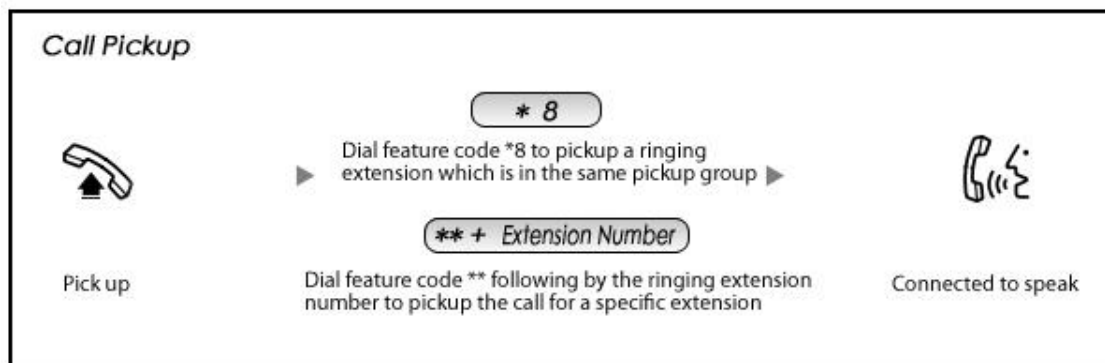 Call Pickup
* 8
Dial feature code *8 to pickup a ringing
extension which is in the same pickup group
** + Extension Number
Pick up
Dial feature code ** following by the ringing extension
number to pickup the call for a specific extension
Connected to speak